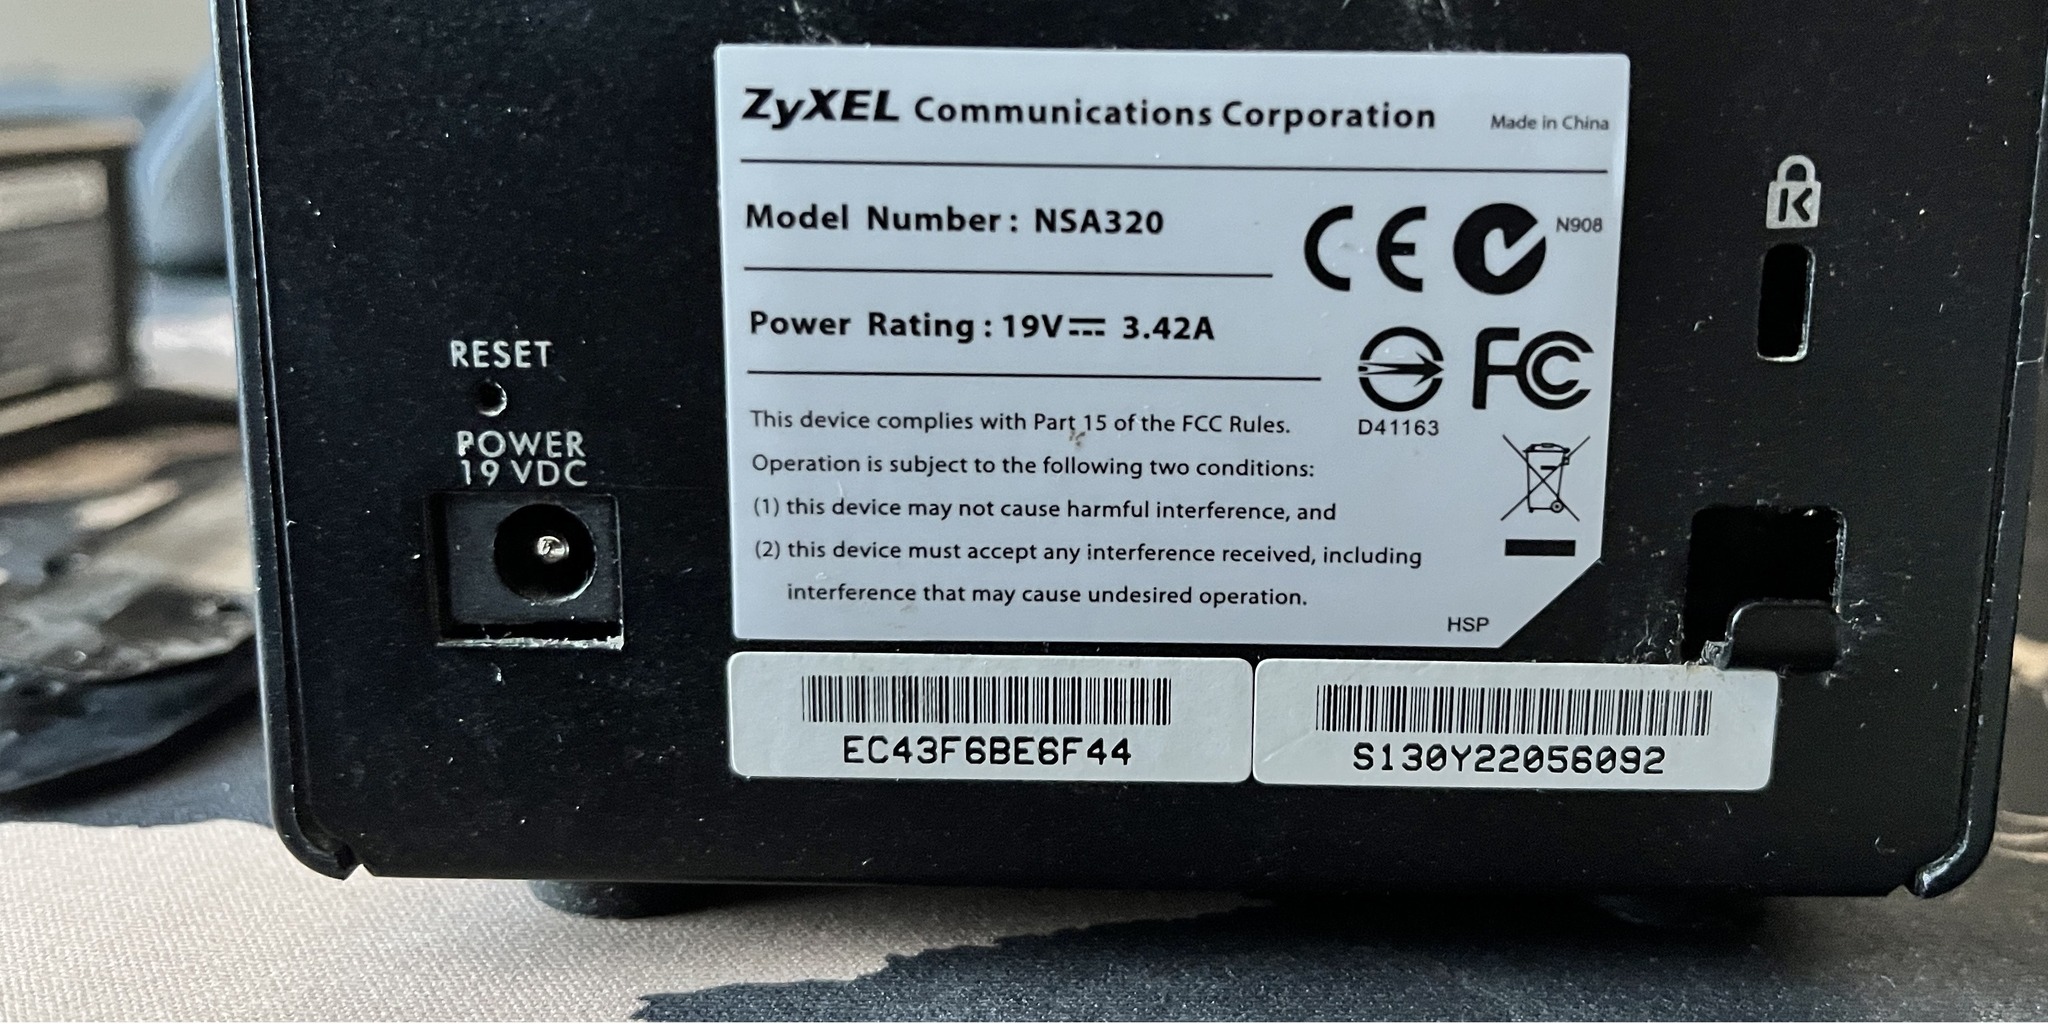 ZyXEL Communications Corporation
Made in China
Model Number: NSA320
N908
Power Rating: 19V⎓ 3.42A
CE
FC
D41163
This device complies with Part 15 of the FCC Rules.
Operation is subject to the following two conditions:
(1) this device may not cause harmful interference, and
(2) this device must accept any interference received, including
interference that may cause undesired operation.
HSP
EC43F6BE6F44
S130Y22056092
RESET
POWER
19 VDC
K